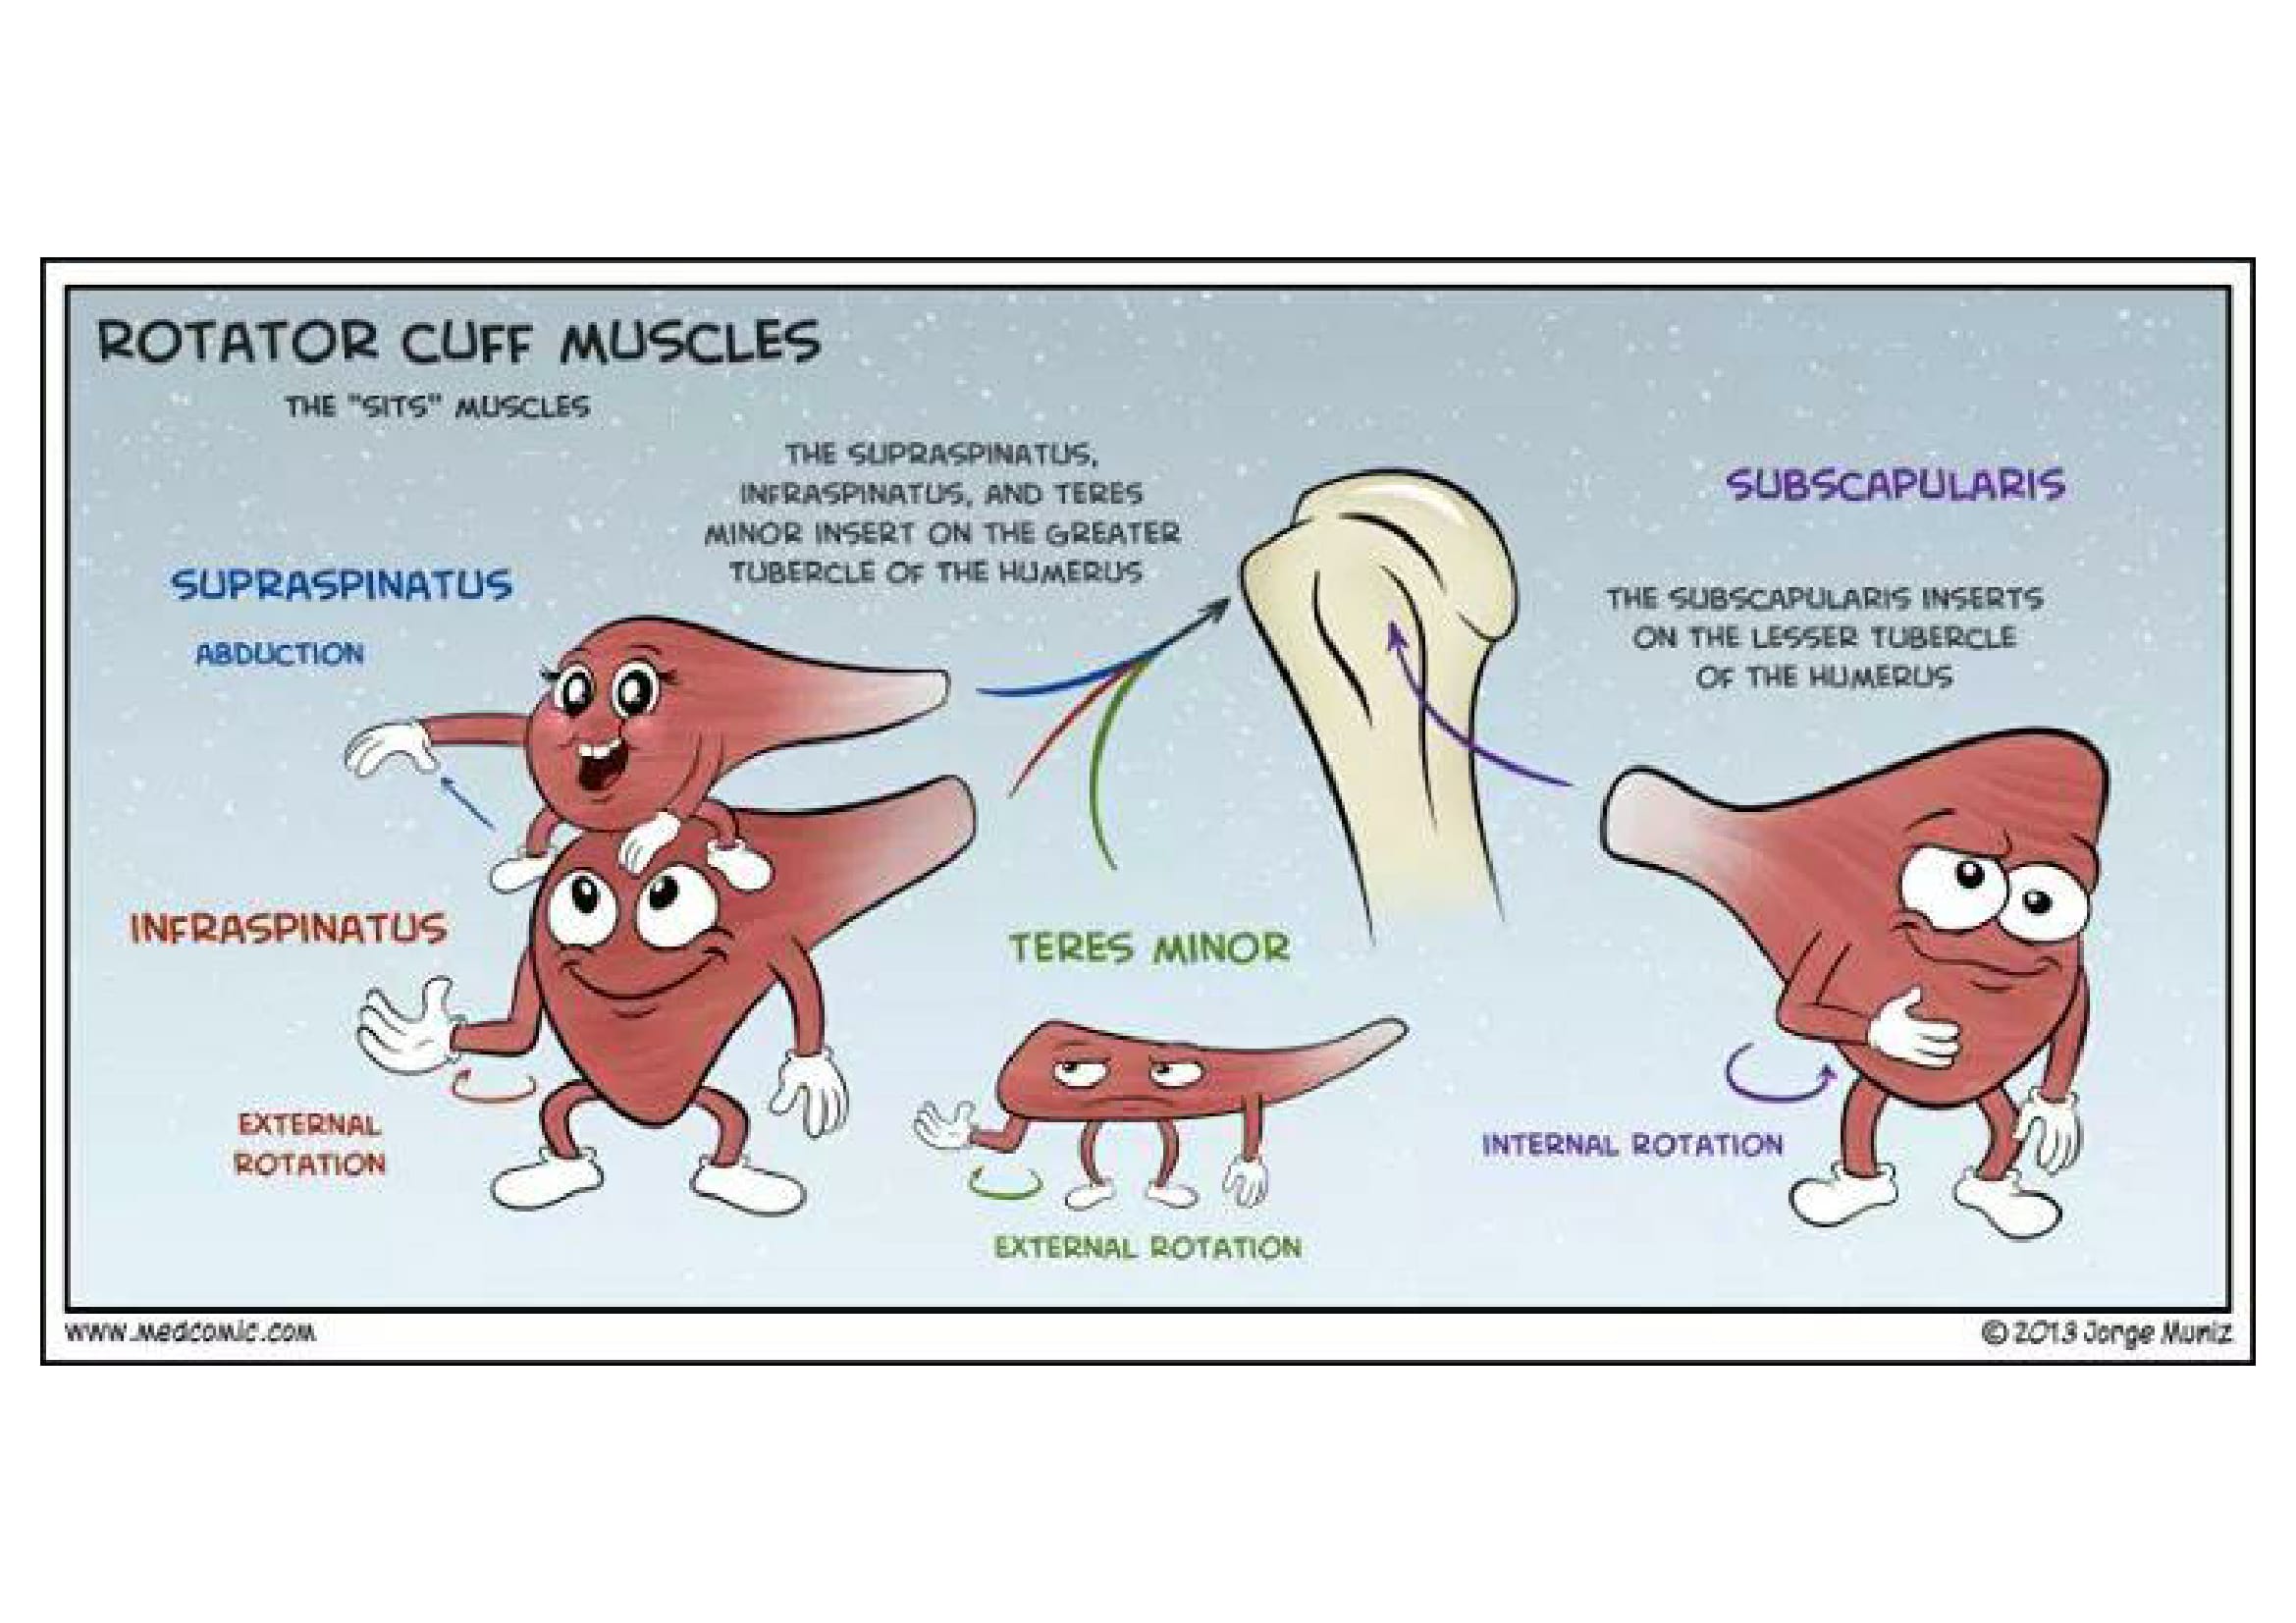 ROTATOR CUFF MUSCLES
THE "SITS" MUSCLES
THE SUPRASPINATUS,
INFRASPINATUS, AND TERES
MINOR INSERT ON THE GREATER
TUBERCLE OF THE HUMERUS
SUPRASPINATUS
ABDUCTION
INFRASPINATUS
EXTERNAL
ROTATION
TERES MINOR
EXTERNAL ROTATION
SUBSCAPULARIS
THE SUBSCAPULARIS INSERTS
ON THE LESSER TUBERCLE
OF THE HUMERUS
INTERNAL ROTATION
www.medcomic.com
© 2013 Jorge Muniz